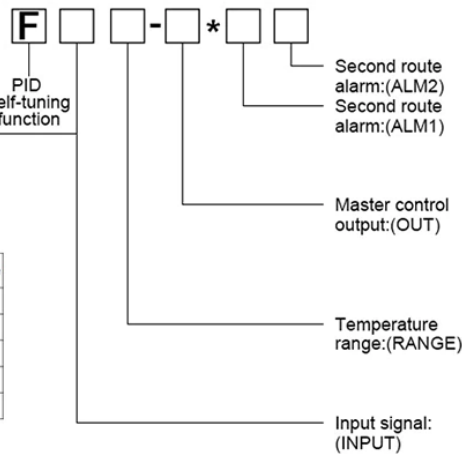 F - *
PID
elf-tuning
function
Second route
alarm:(ALM2)
Second route
alarm:(ALM1)
Master control
output:(OUT)
Temperature
range:(RANGE)
Input signal:
(INPUT)